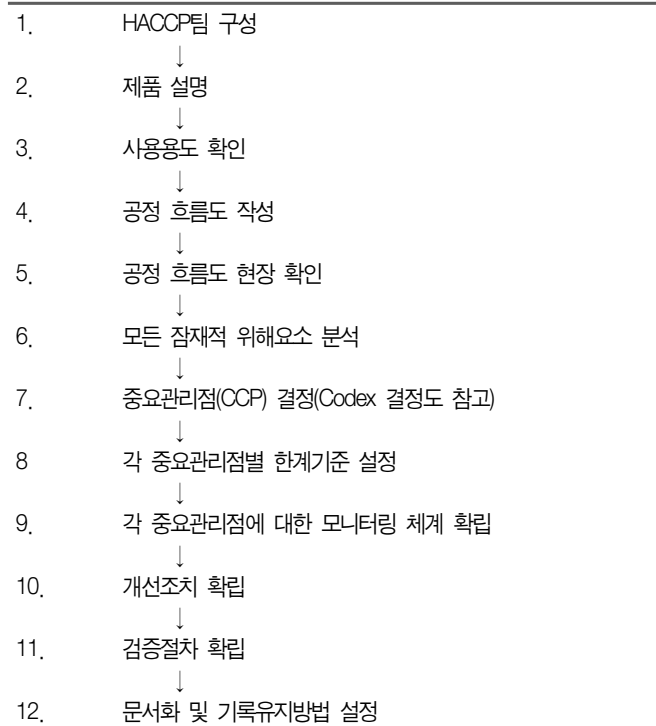 1. HACCP팀 구성
↓
2. 제품 설명
↓
3. 사용용도 확인
↓
4. 공정 흐름도 작성
↓
5. 공정 흐름도 현장 확인
↓
6. 모든 잠재적 위해요소 분석
↓
7. 중요관리점(CCP) 결정(Codex 결정도 참고)
↓
8 각 중요관리점별 한계기준 설정
↓
9. 각 중요관리점에 대한 모니터링 체계 확립
↓
10. 개선조치 확립
↓
11. 검증절차 확립
↓
12. 문서화 및 기록유지방법 설정